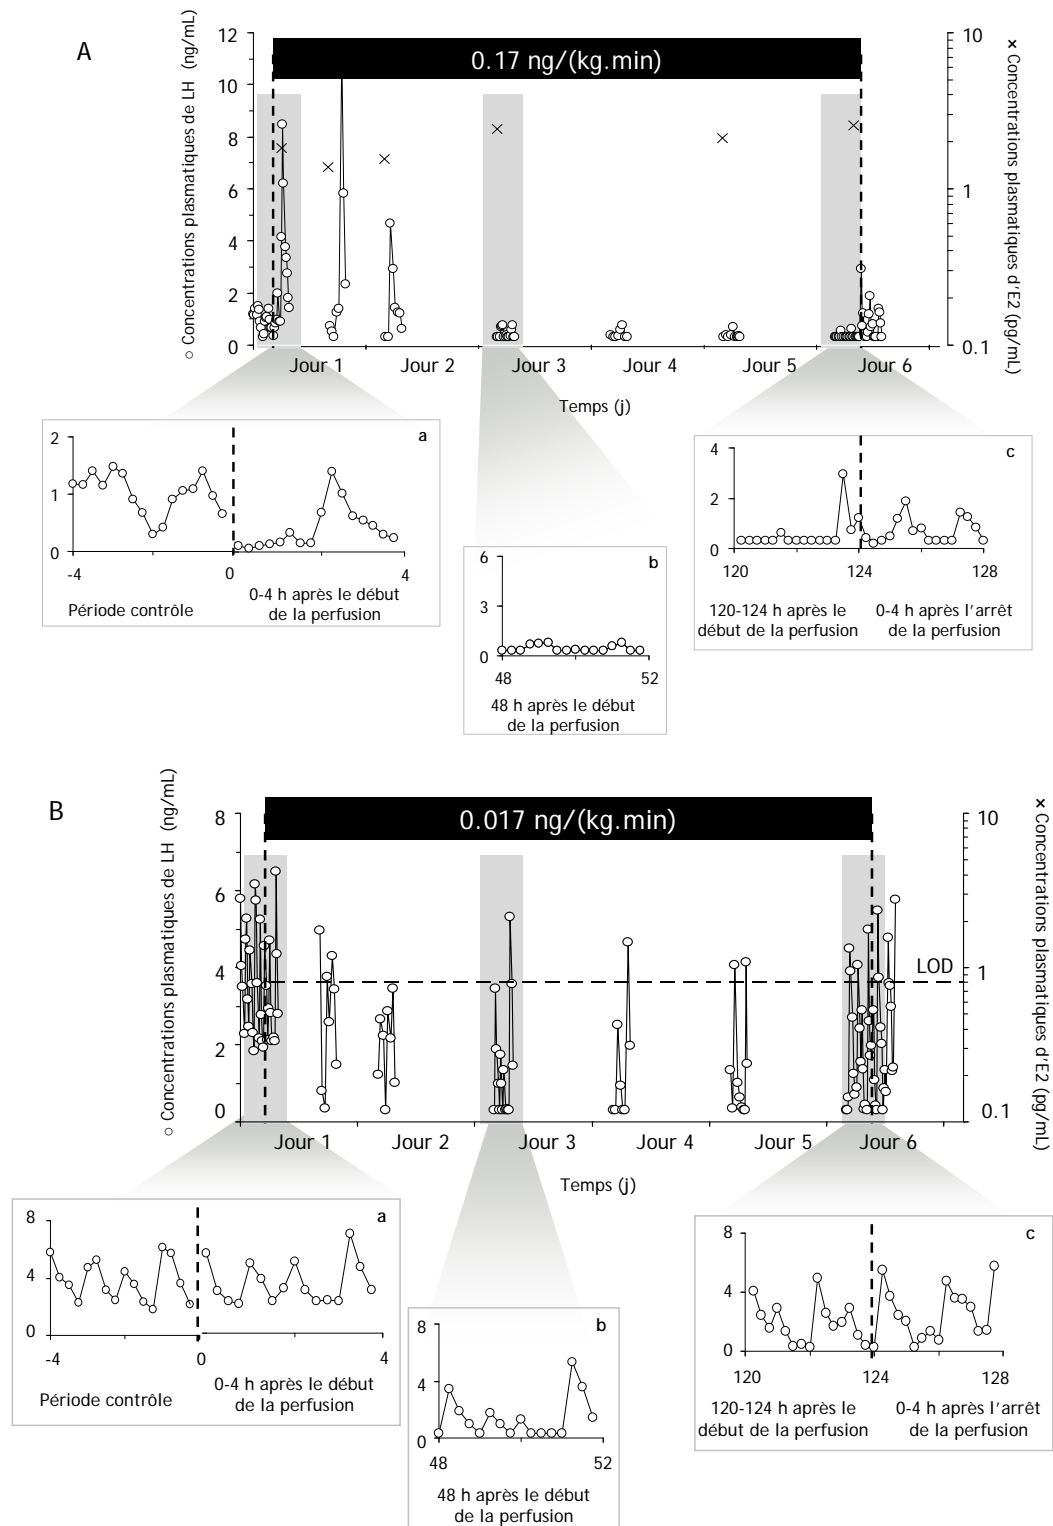 A
0.17 ng/(kg.min)
○ Concentrations plasmatiques de LH (ng/mL)
12
10
8
6
4
2
0
× Concentrations plasmatiques d'E2 (pg/mL)
10
1
0.1
Jour 1
Jour 2
Jour 3
Jour 4
Jour 5
Jour 6
Temps (j)
a
2
1
0
-4
0
4
Période contrôle
0-4 h après le début
de la perfusion
b
6
3
0
48
52
48 h après le début
de la perfusion
c
4
2
0
120
124
128
120-124 h après le
début de la perfusion
0-4 h après l'arrêt
de la perfusion
B
0.017 ng/(kg.min)
○ Concentrations plasmatiques de LH (ng/mL)
8
6
4
2
0
× Concentrations plasmatiques d'E2 (pg/mL)
10
1
0.1
LOD
Jour 1
Jour 2
Jour 3
Jour 4
Jour 5
Jour 6
Temps (j)
a
8
4
0
-4
0
4
Période contrôle
0-4 h après le début
de la perfusion
b
8
4
0
48
52
48 h après le début
de la perfusion
c
8
4
0
120
124
128
120-124 h après le
début de la perfusion
0-4 h après l'arrêt
de la perfusion